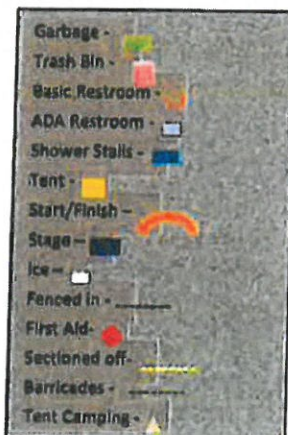 Garbage -
Trash Bin -
Basic Restroom -
ADA Restroom -
Shower Stalls -
Tent -
Start/Finish –
Stage –
Ice –
Fenced in -
First Aid-
Sectioned off-
Barricades -
Tent Camping -